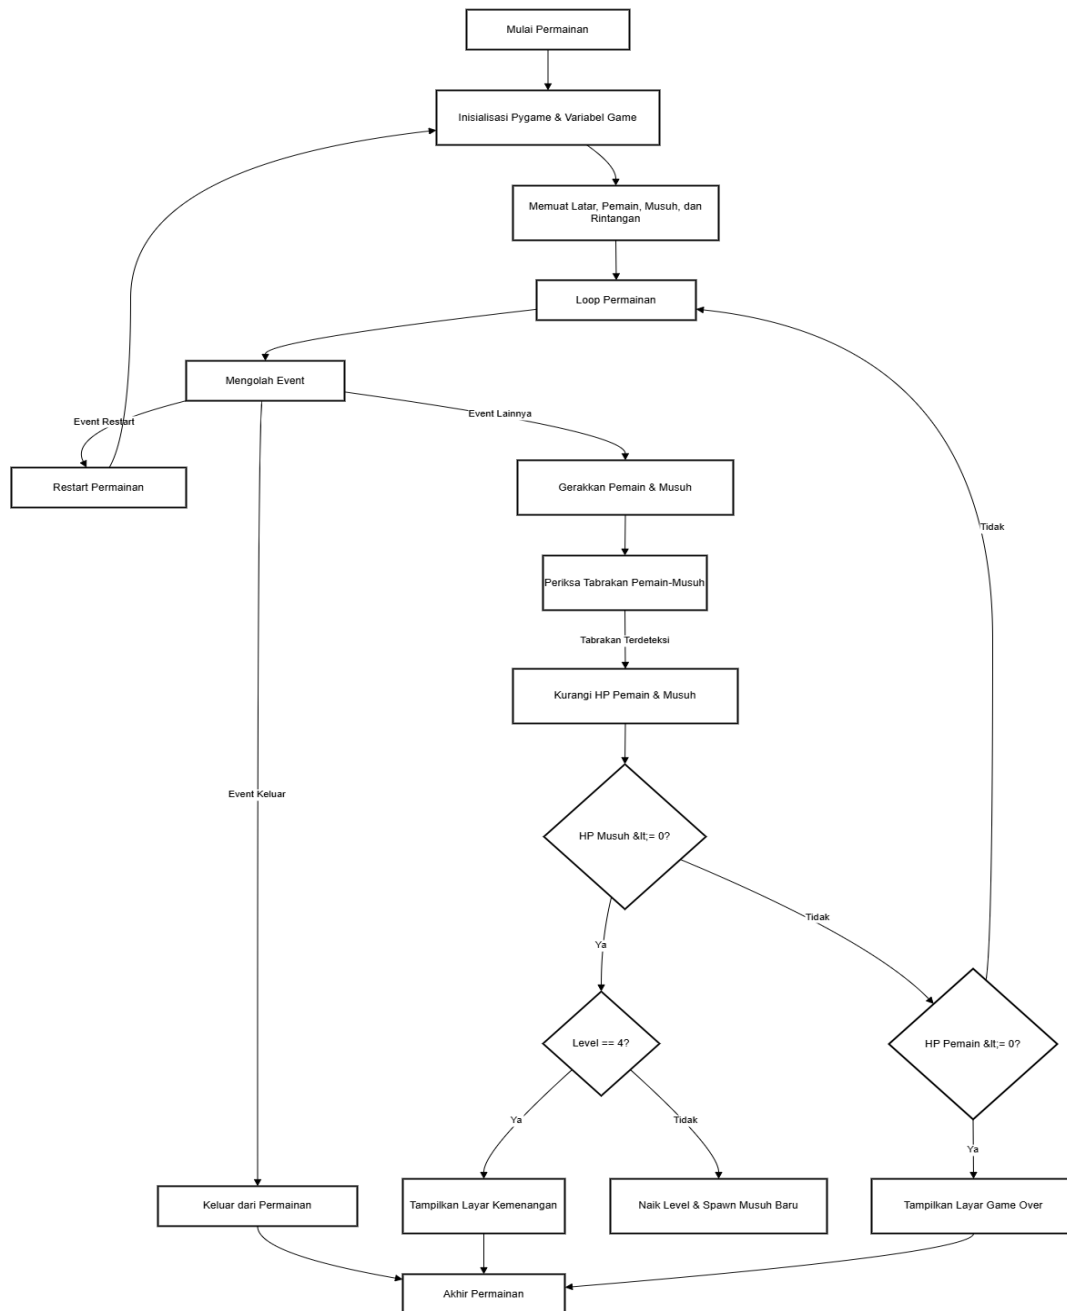 Mulai Permainan
Inisialisasi Pygame & Variabel Game
Memuat Latar, Pemain, Musuh, dan
Rintangan
Loop Permainan
Mengolah Event
Event Restart
Event Lainnya
Restart Permainan
Gerakkan Pemain & Musuh
Tidak
Periksa Tabrakan Pemain-Musuh
Tabrakan Terdeteksi
Kurangi HP Pemain & Musuh
Event Keluar
HP Musuh &lt;= 0?
Tidak
Ya
Level == 4?
HP Pemain &lt;= 0?
Ya
Tidak
Ya
Keluar dari Permainan
Tampilkan Layar Kemenangan
Naik Level & Spawn Musuh Baru
Tampilkan Layar Game Over
Akhir Permainan